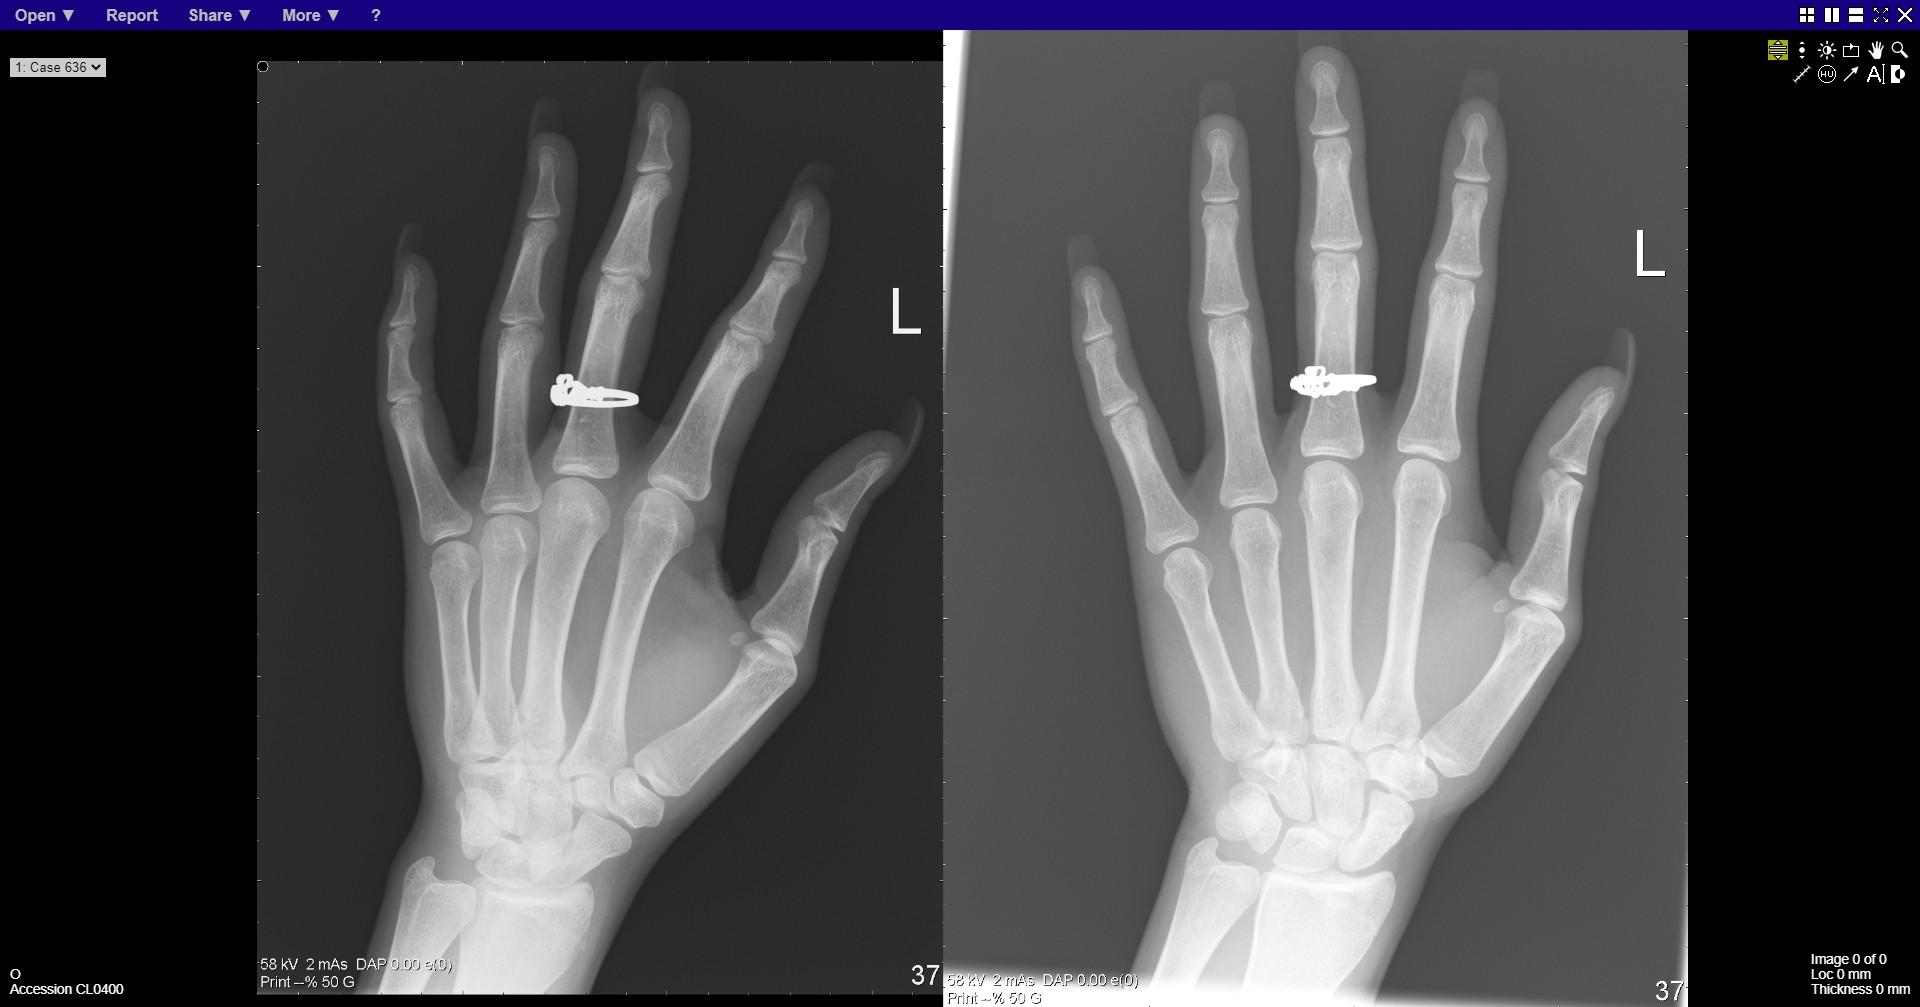 Open ▼ Report Share ▼ More ▼ ?
1: Case 636
HU
A
L
L
58 kV 2 mAs DAP 0.00 e(0)
Print --% 50 G
37
58 kV 2 mAs DAP 0.00 e(0)
Print --% 50 G
37
O
Accession CL0400
Image 0 of 0
Loc 0 mm
Thickness 0 mm